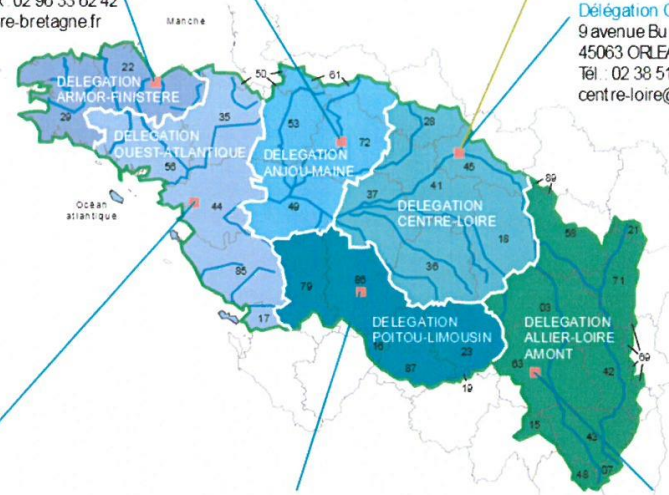 : 02 96 33 62 42
re-bretagne.fr
Manche
Délégation C
9 avenue Bu
45063 ORLEA
Tél. : 02 38 51
centre-loire@
DELEGATION
ARMOR-FINISTERE
22
29
DELEGATION
OUEST-ATLANTIQUE
35
56
44
85
17
50
61
53
72
DELEGATION
ANJOU-MAINE
49
28
45
41
37
DELEGATION
CENTRE-LOIRE
18
36
89
Océan
atlantique
79
86
DELEGATION
POITOU-LIMOUSIN
16
23
87
19
58
21
71
03
DELEGATION
ALLIER-LOIRE
AMONT
69
63
42
15
43
48
07